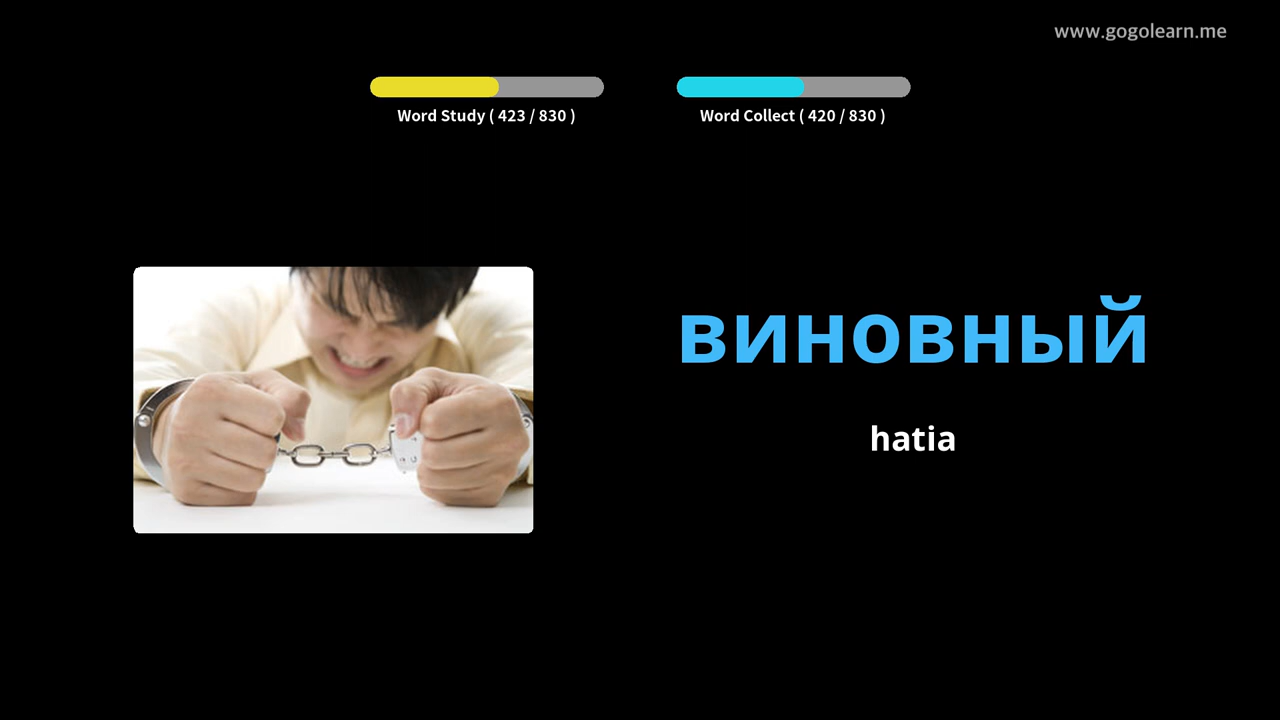 www.gogolearn.me
Word Study ( 423 / 830 )
Word Collect ( 420 / 830 )
виновный
hatia